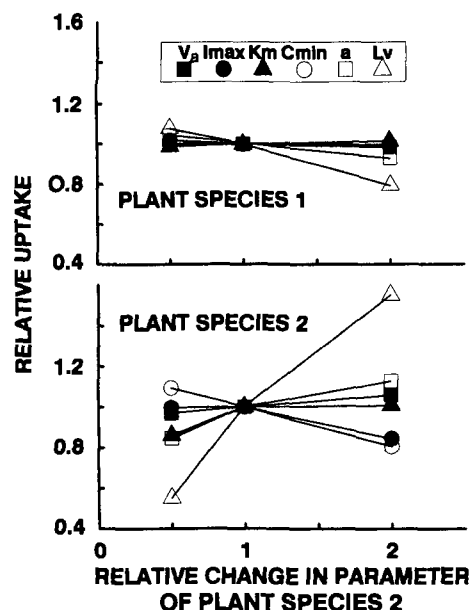 1.6
Va Imax Km Cmin a Lv
1.2
0.8
PLANT SPECIES 1
0.4
RELATIVE UPTAKE
PLANT SPECIES 2
1.2
0.8
0.4
0 1 2
RELATIVE CHANGE IN PARAMETER
OF PLANT SPECIES 2